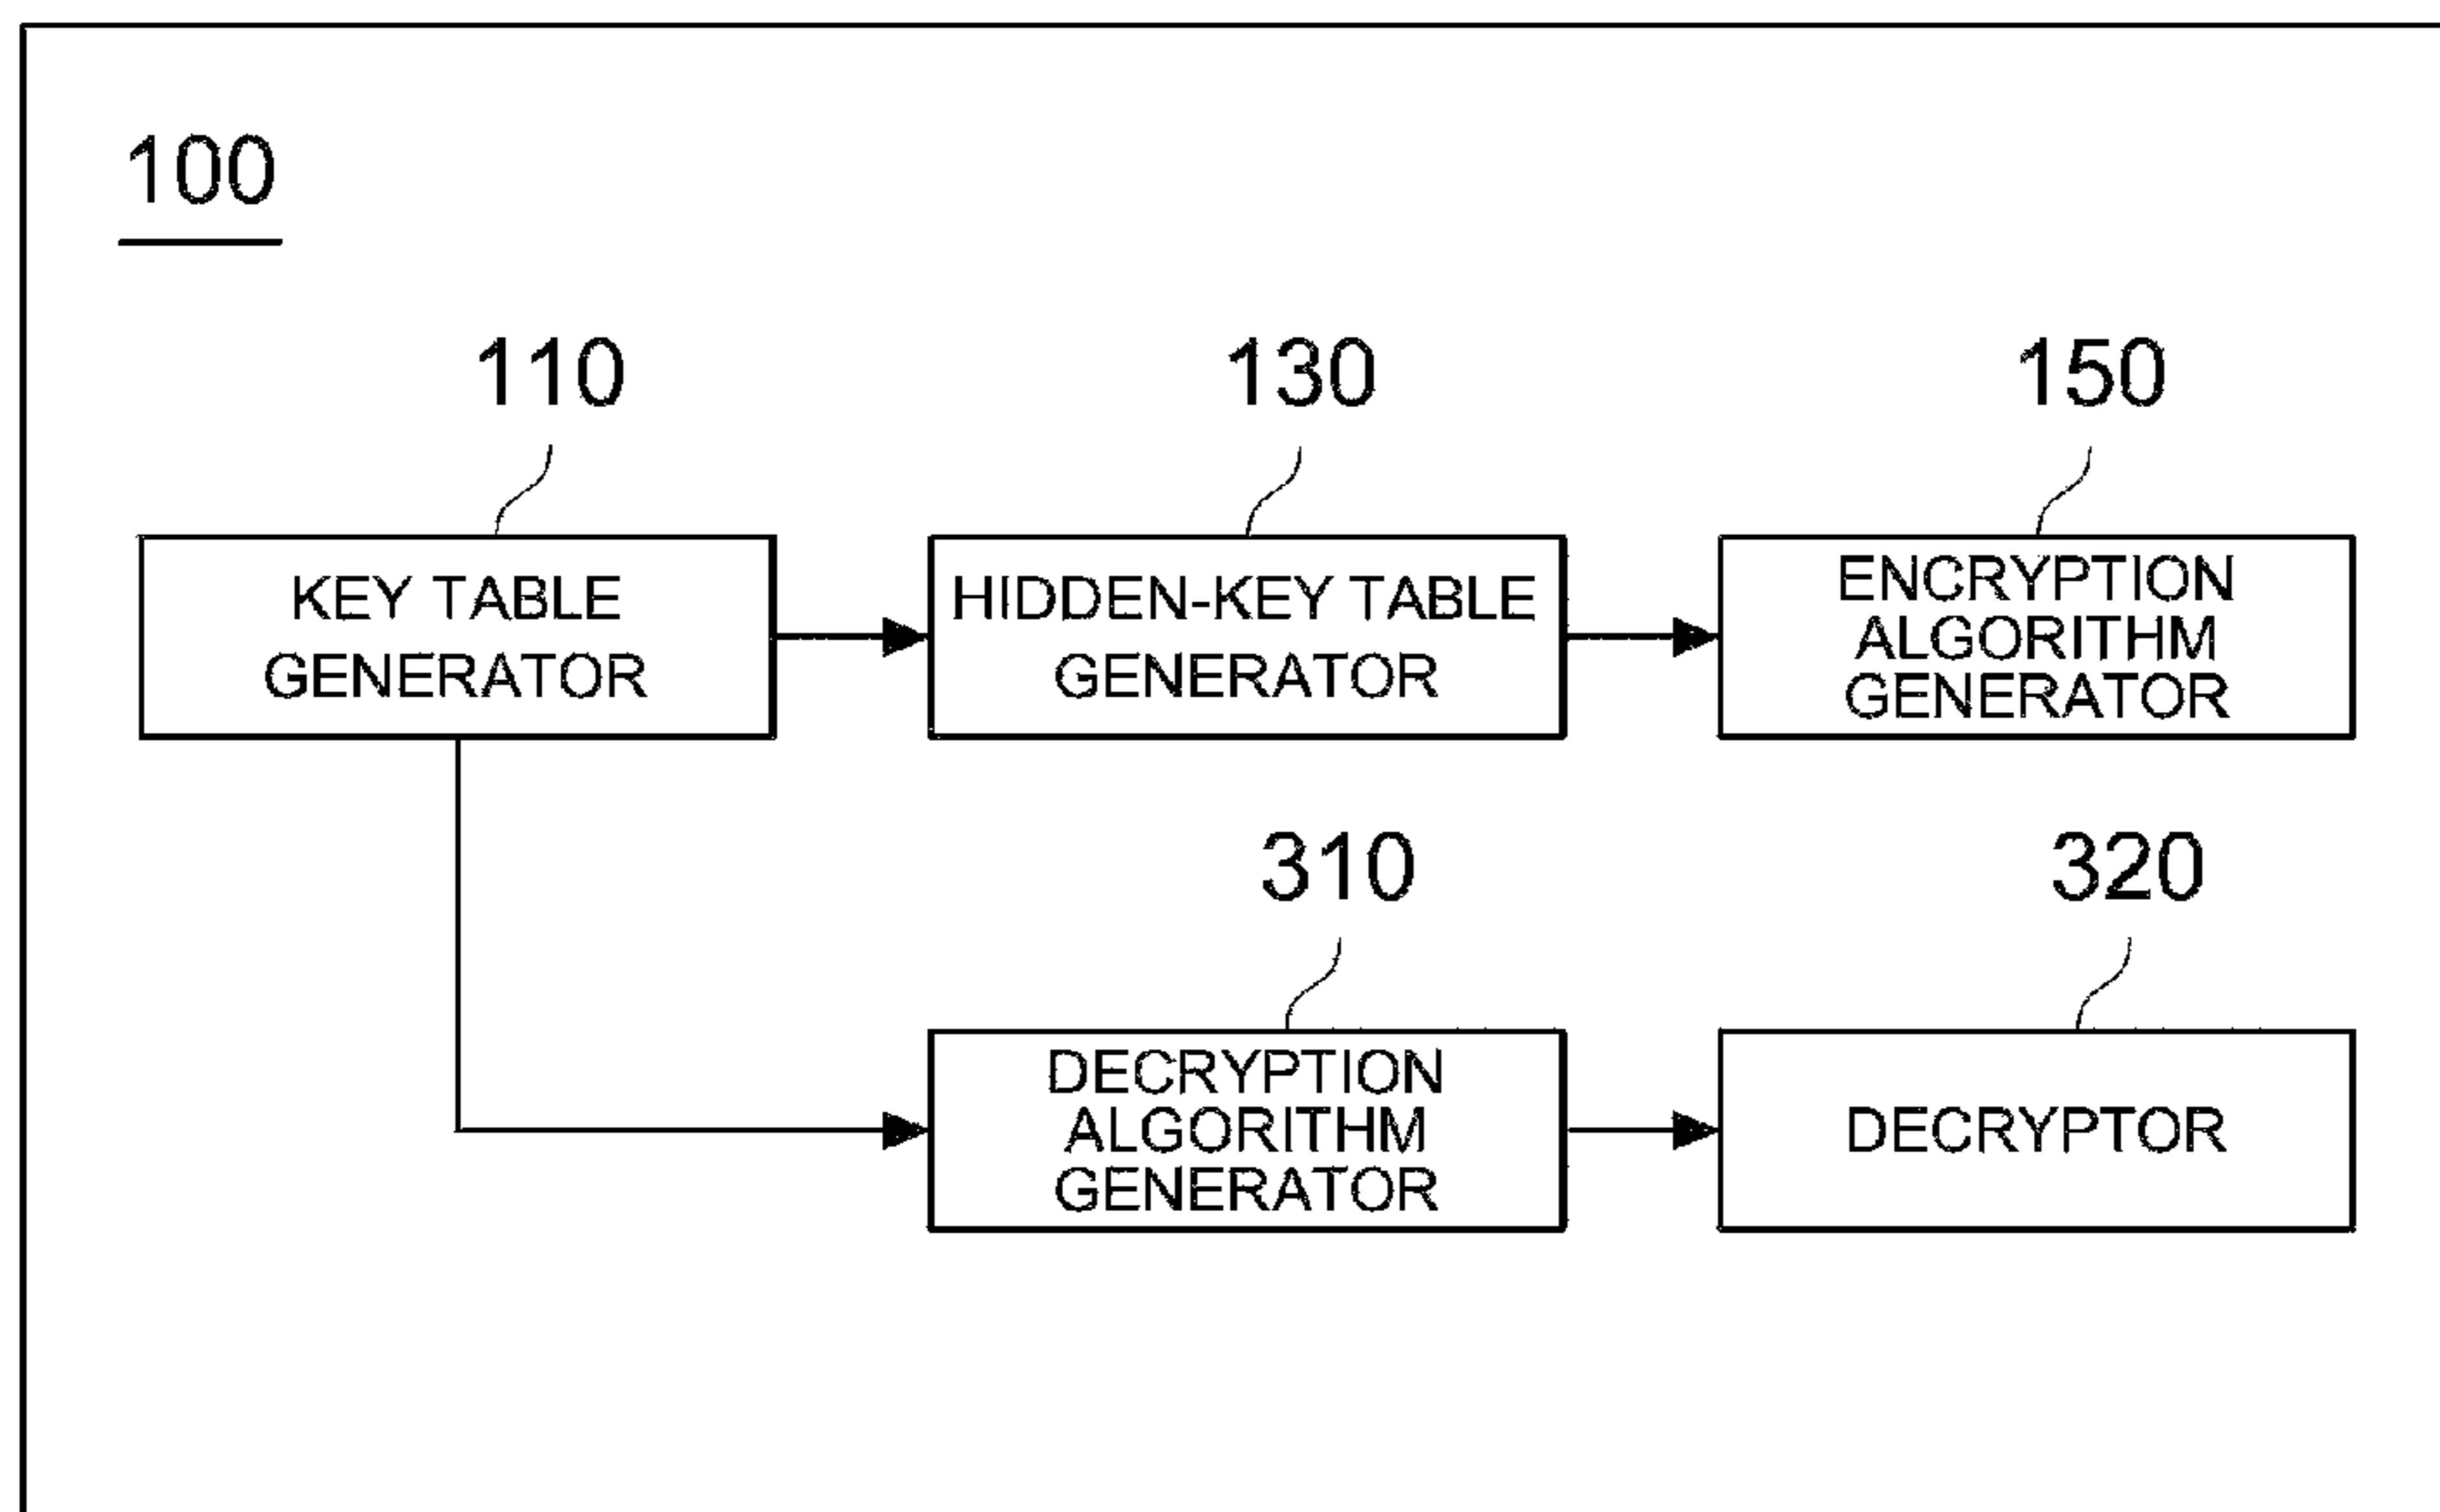 100
110
130
150
KEY TABLE
GENERATOR
HIDDEN-KEY TABLE
GENERATOR
ENCRYPTION
ALGORITHM
GENERATOR
310
320
DECRYPTION
ALGORITHM
GENERATOR
DECRYPTOR